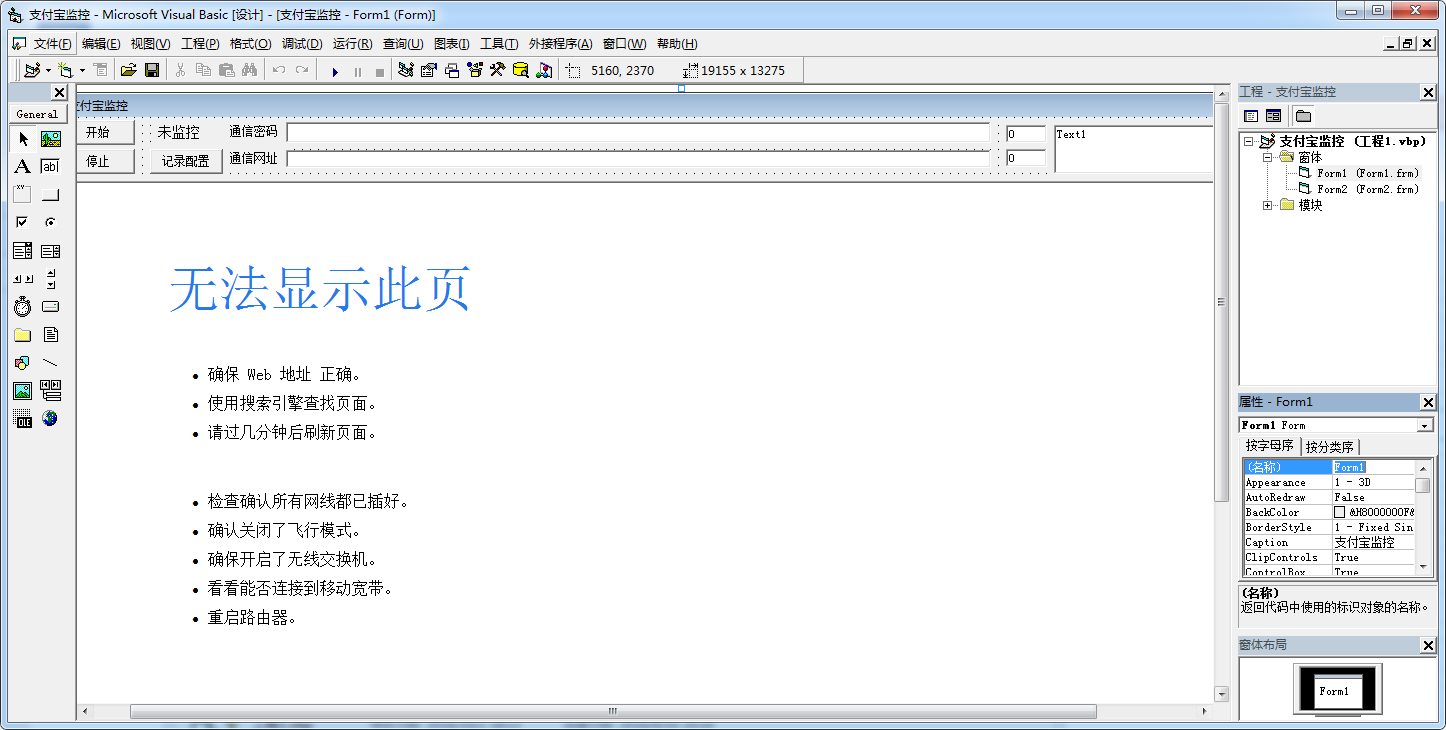 支付宝监控 - Microsoft Visual Basic [设计] - [支付宝监控 - Form1 (Form)]
文件(F) 编辑(E) 视图(V) 工程(P) 格式(O) 调试(D) 运行(R) 查询(U) 图表(I) 工具(T) 外接程序(A) 窗口(W) 帮助(H)
5160, 2370 19155 x 13275
General
A
ab
xy
OLE
支付宝监控
开始 未监控 通信密码 0 Text1
停止 记录配置 通信网址 0
无法显示此页
• 确保 Web 地址 正确。
• 使用搜索引擎查找页面。
• 请过几分钟后刷新页面。
• 检查确认所有网线都已插好。
• 确认关闭了飞行模式。
• 确保开启了无线交换机。
• 看看能否连接到移动宽带。
• 重启路由器。
工程 - 支付宝监控
支付宝监控 (工程1.vbp)
窗体
Form1 (Form1.frm)
Form2 (Form2.frm)
模块
属性 - Form1
Form1 Form
按字母序 按分类序
(名称) Form1
Appearance 1 - 3D
AutoRedraw False
BackColor &H8000000F&
BorderStyle 1 - Fixed Sin
Caption 支付宝监控
ClipControls True
ControlBox True
(名称)
返回代码中使用的标识对象的名称。
窗体布局
Form1